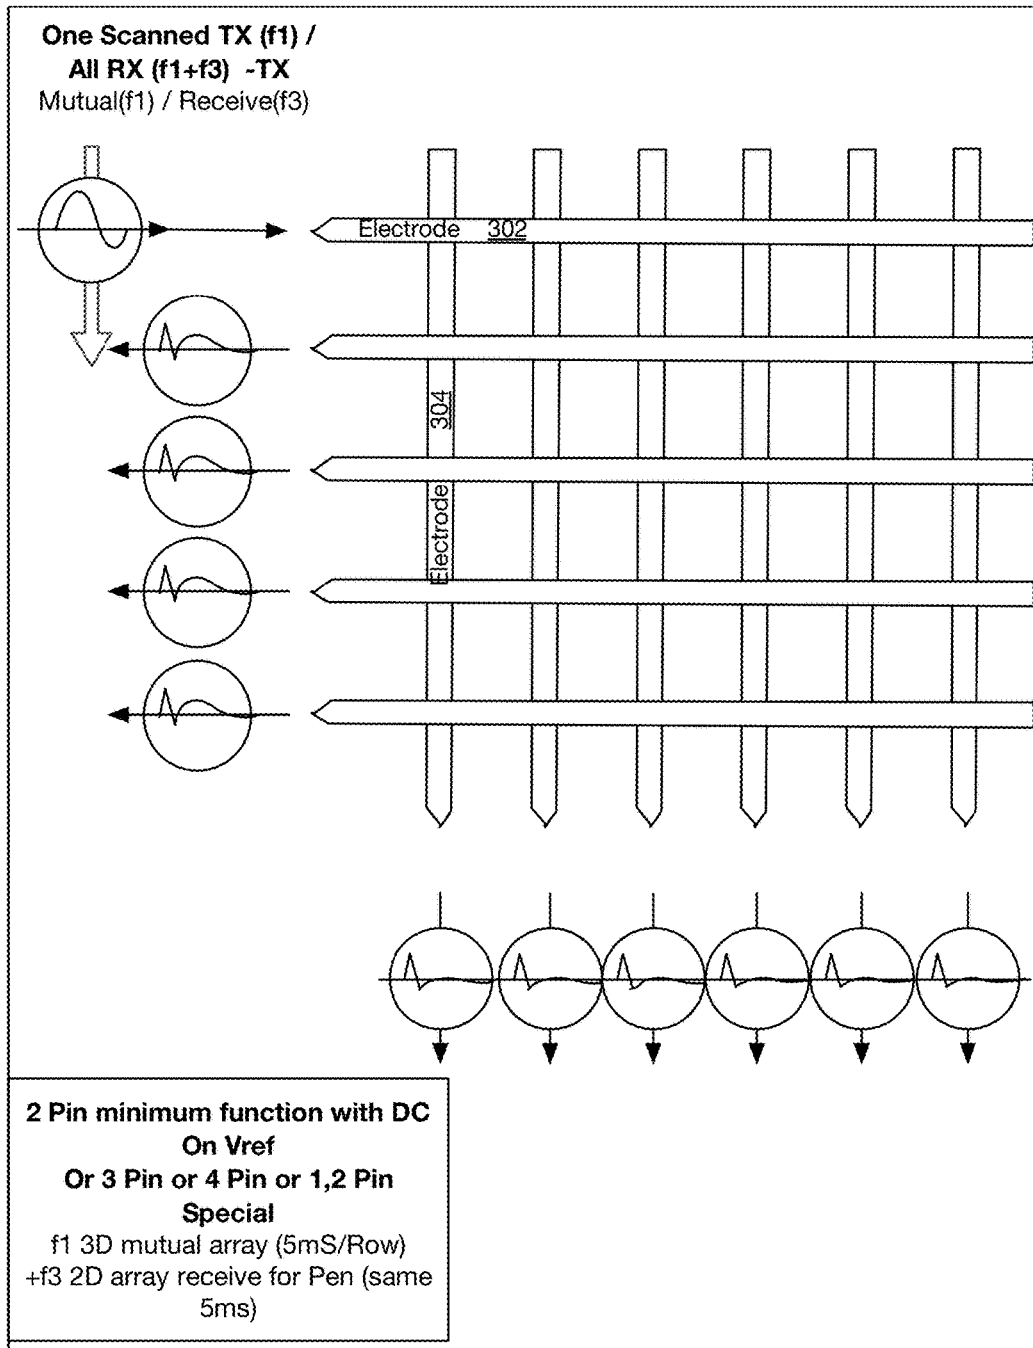 One Scanned TX (f1) /
All RX (f1+f3) -TX
Mutual(f1) / Receive(f3)
Electrode 302
Electrode 304
2 Pin minimum function with DC
On Vref
Or 3 Pin or 4 Pin or 1,2 Pin
Special
f1 3D mutual array (5mS/Row)
+f3 2D array receive for Pen (same
5ms)